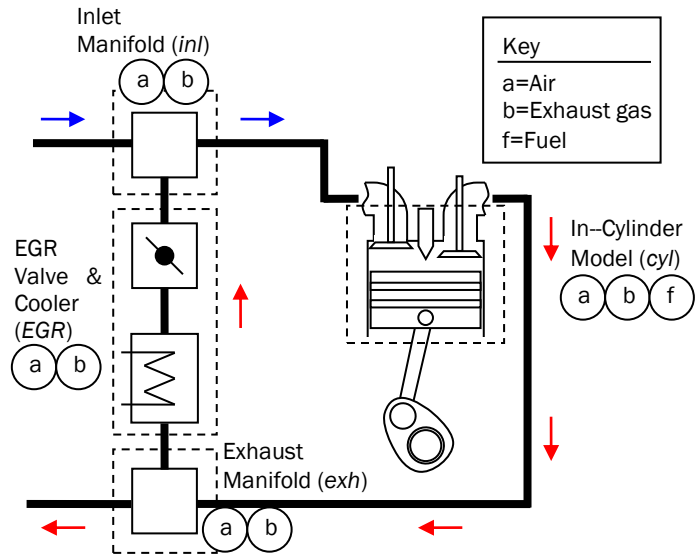 Inlet
Manifold (inl)
a b
Key
a=Air
b=Exhaust gas
f=Fuel
EGR
Valve &
Cooler
(EGR)
a b
In--Cylinder
Model (cyl)
a b f
Exhaust
Manifold (exh)
a b